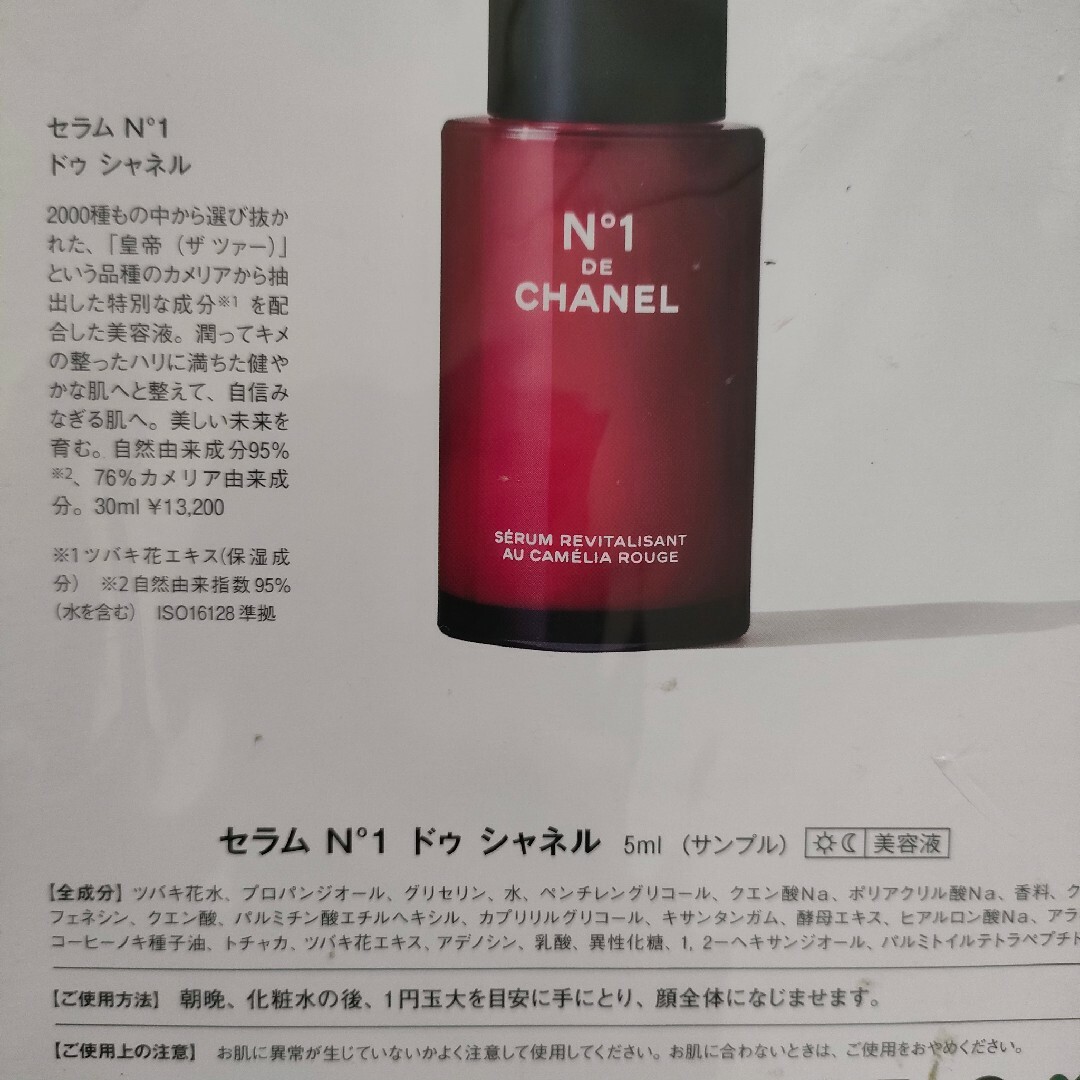 セラム N°1
ドゥ シャネル
2000種もの中から選び抜か
れた、「皇帝（ザ ツァー）」
という品種のカメリアから抽
出した特別な成分※1 を配
合した美容液。潤ってキメ
の整ったハリに満ちた健や
かな肌へと整えて、自信み
なぎる肌へ。美しい未来を
育む。自然由来成分95%
※2、76%カメリア由来成
分。30ml ¥13,200
※1ツバキ花エキス(保湿成
分) ※2自然由来指数95%
(水を含む) ISO16128準拠
N°1
DE
CHANEL
SÉRUM REVITALISANT
AU CAMÉLIA ROUGE
セラム N°1 ドゥ シャネル 5ml （サンプル） 美容液
【全成分】ツバキ花水、プロパンジオール、グリセリン、水、ペンチレングリコール、クエン酸Na、ポリアクリル酸Na、香料、ク
フェネシン、クエン酸、パルミチン酸エチルヘキシル、カプリリルグリコール、キサンタンガム、酵母エキス、ヒアルロン酸Na、アラ
コーヒーノキ種子油、トチャカ、ツバキ花エキス、アデノシン、乳酸、異性化糖、1, 2－ヘキサンジオール、パルミトイルテトラペプチド
【ご使用方法】 朝晩、化粧水の後、1円玉大を目安に手にとり、顔全体になじませます。
【ご使用上の注意】 お肌に異常が生じていないかよく注意して使用してください。お肌に合わないときは、ご使用をおやめください。